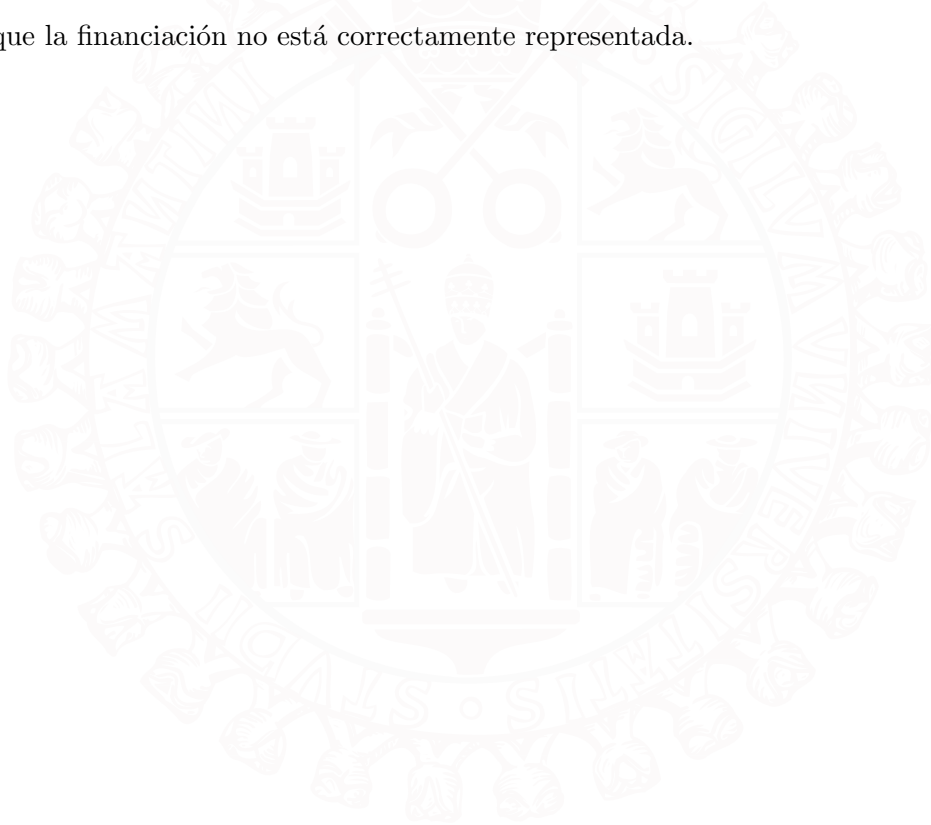 que la financiación no está correctamente representada.